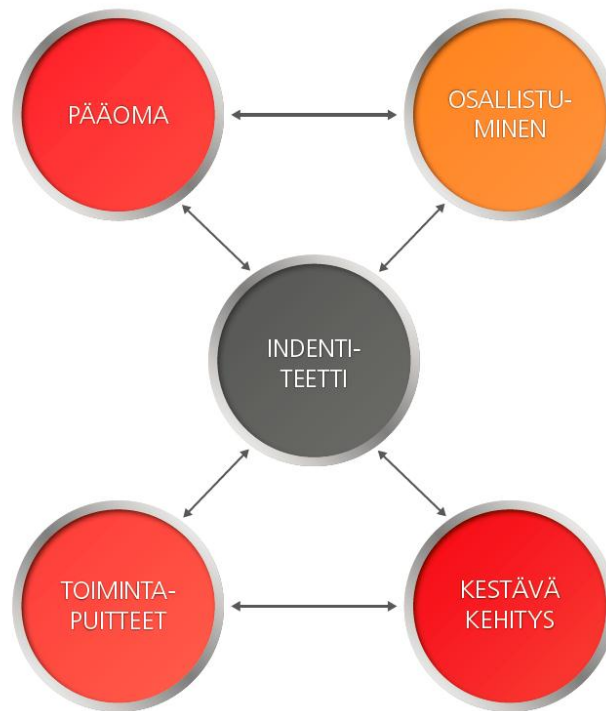 PÄÄOMA
OSALLISTU-
MINEN
INDENTI-
TEETTI
TOIMINTA-
PUITTEET
KESTÄVÄ
KEHITYS